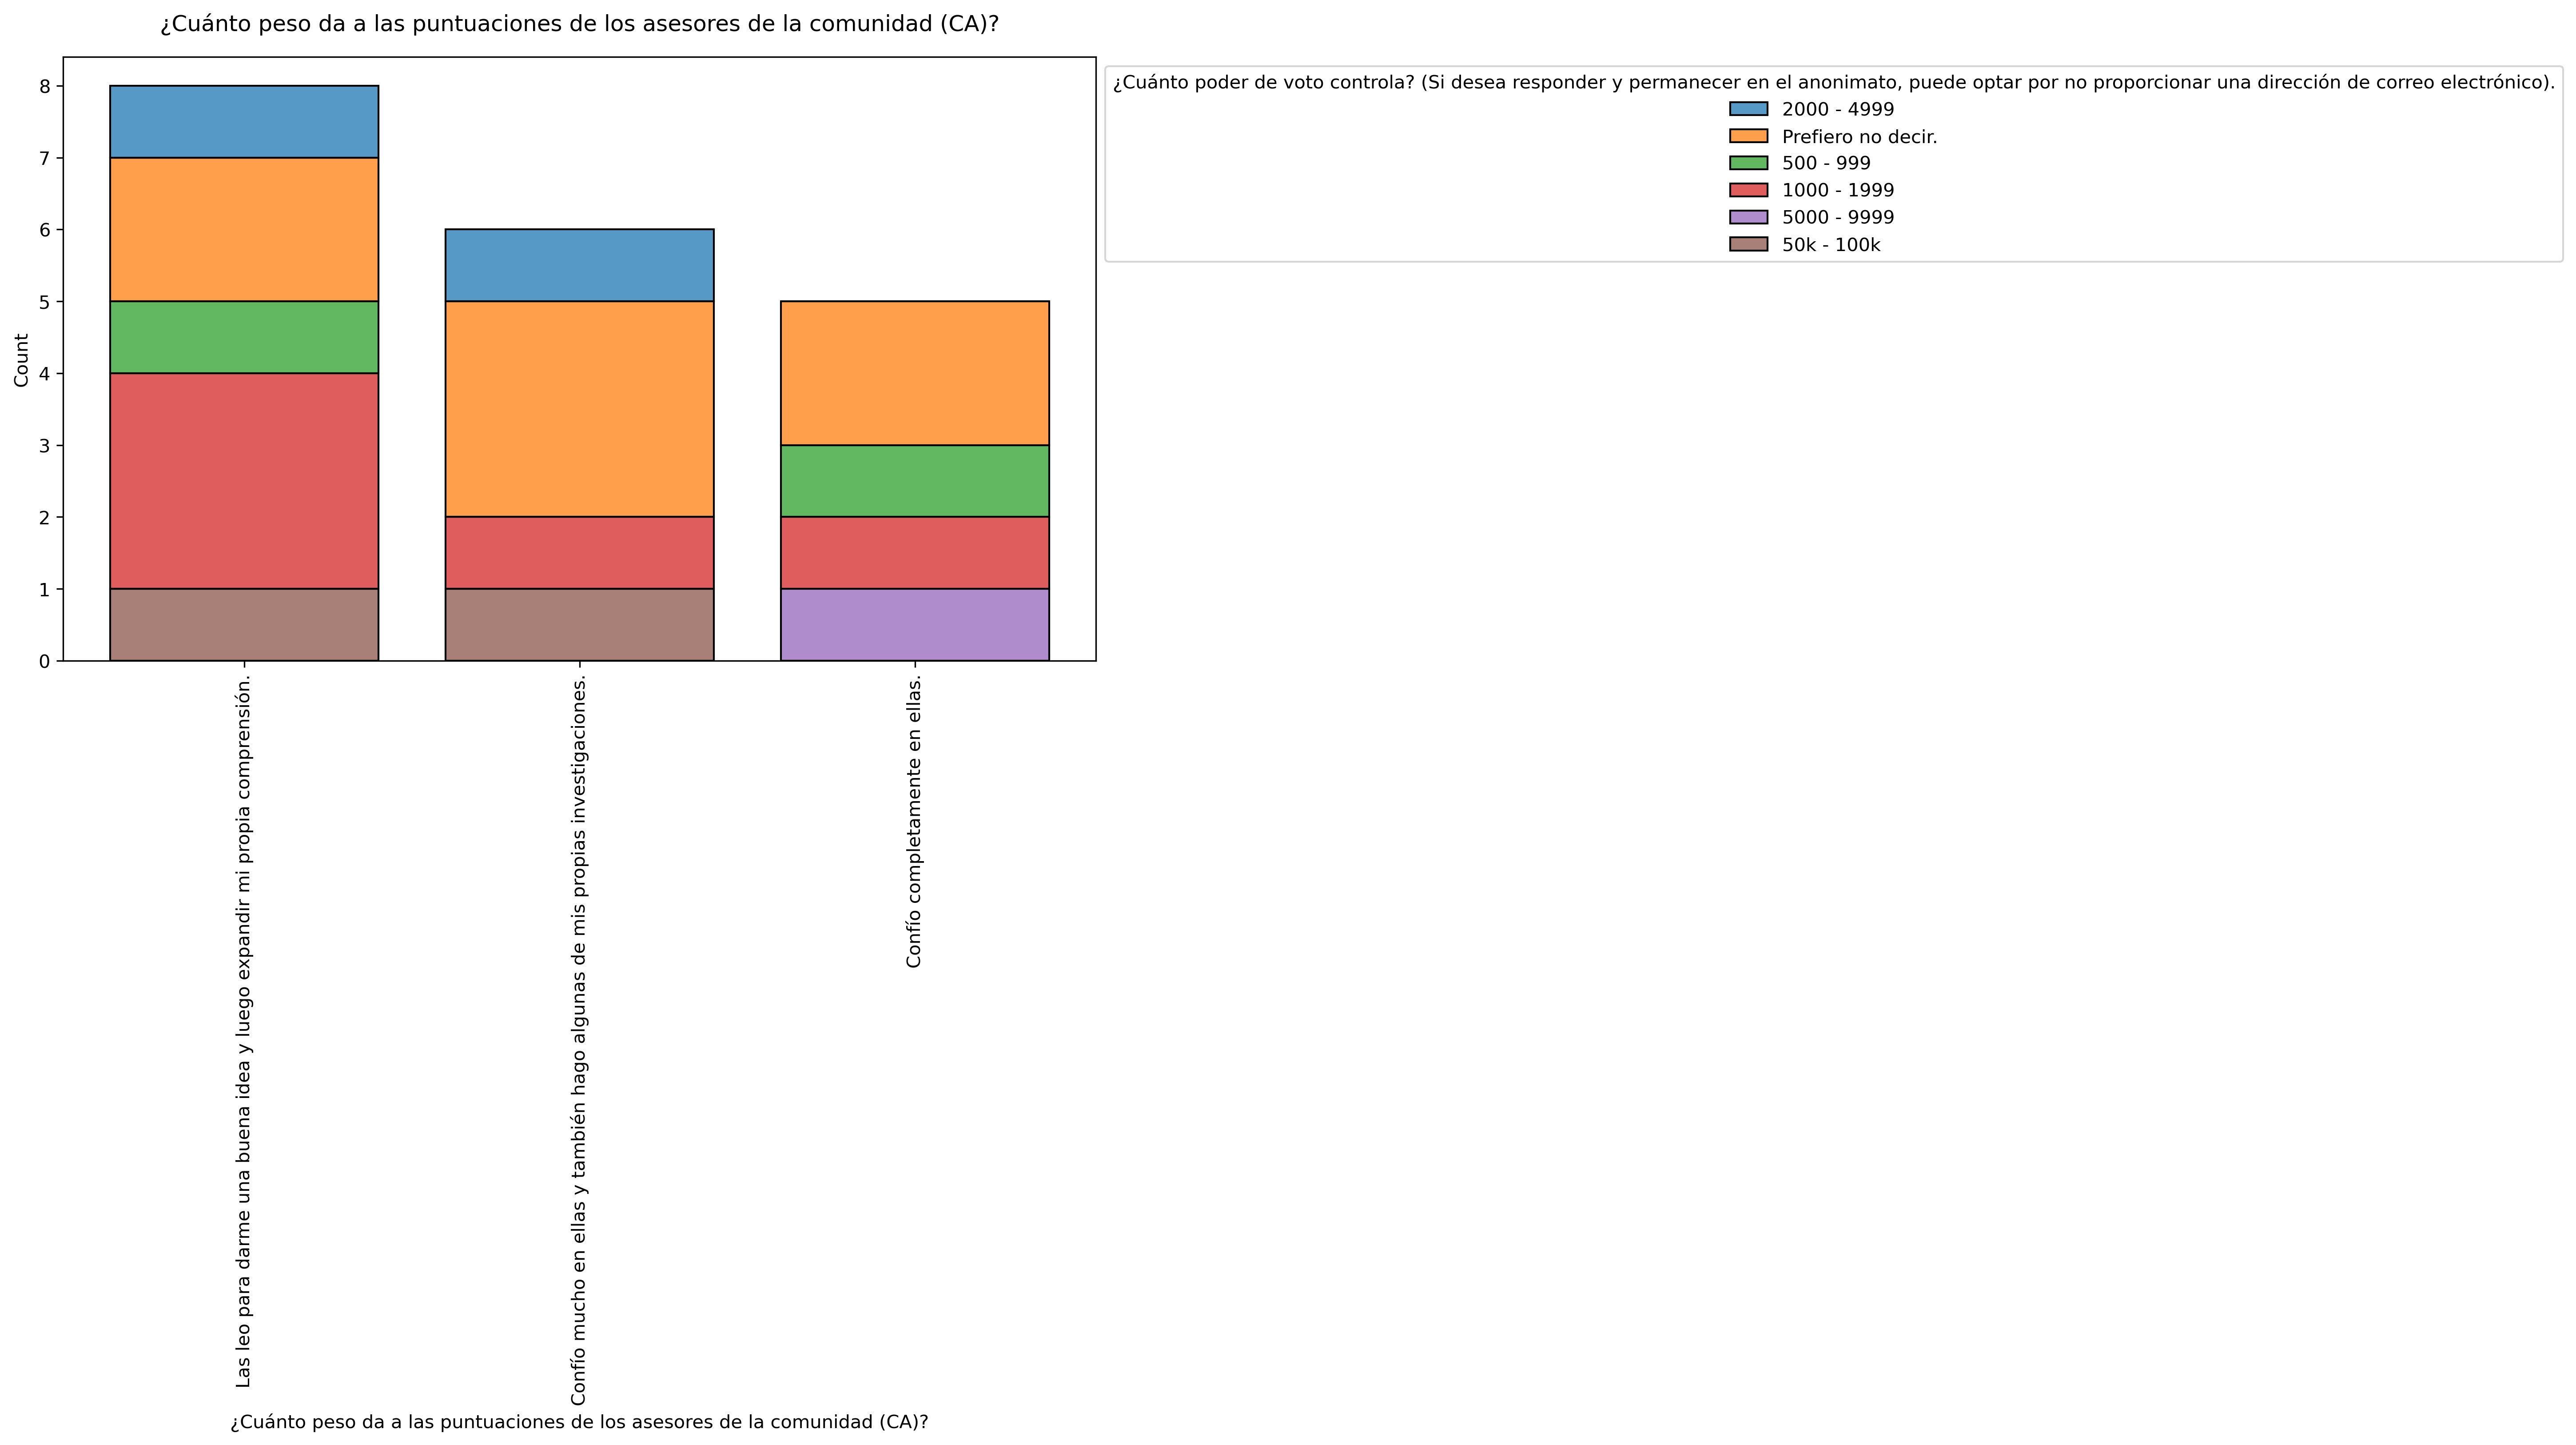 ¿Cuánto peso da a las puntuaciones de los asesores de la comunidad (CA)?
¿Cuánto poder de voto controla? (Si desea responder y permanecer en el anonimato, puede optar por no proporcionar una dirección de correo electrónico).
2000 - 4999
Prefiero no decir.
500 - 999
1000 - 1999
5000 - 9999
50k - 100k
Count
8
7
6
5
4
3
2
1
0
Las leo para darme una buena idea y luego expandir mi propia comprensión.
Confío mucho en ellas y también hago algunas de mis propias investigaciones.
Confío completamente en ellas.
¿Cuánto peso da a las puntuaciones de los asesores de la comunidad (CA)?